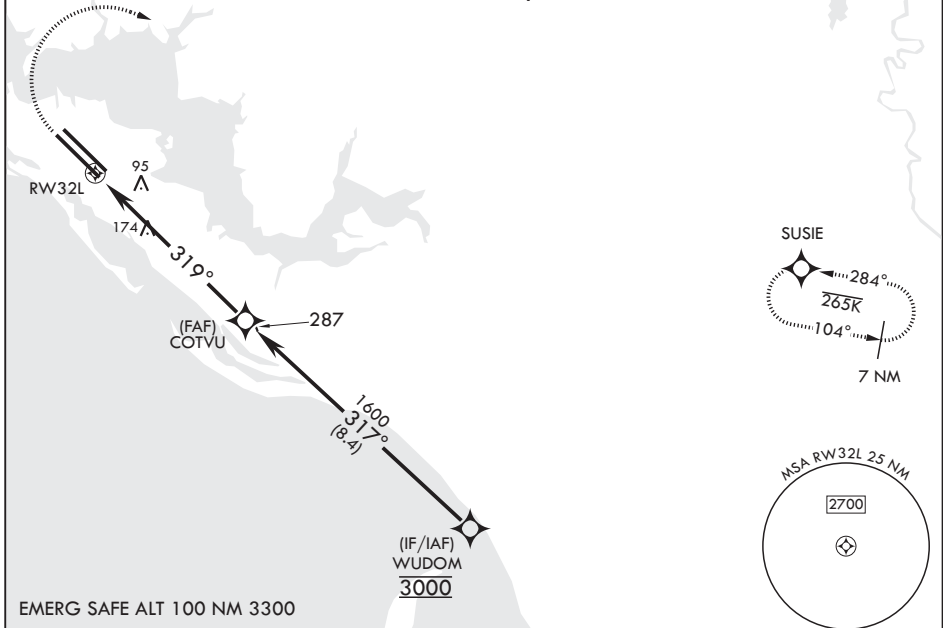 95
RW32L
174
319°
SUSIE
284°
265K
104°
7 NM
(FAF)
COTVU
287
1600
317°
(8.4)
MSA RW32L 25 NM
2700
(IF/IAF)
WUDOM
3000
EMERG SAFE ALT 100 NM 3300